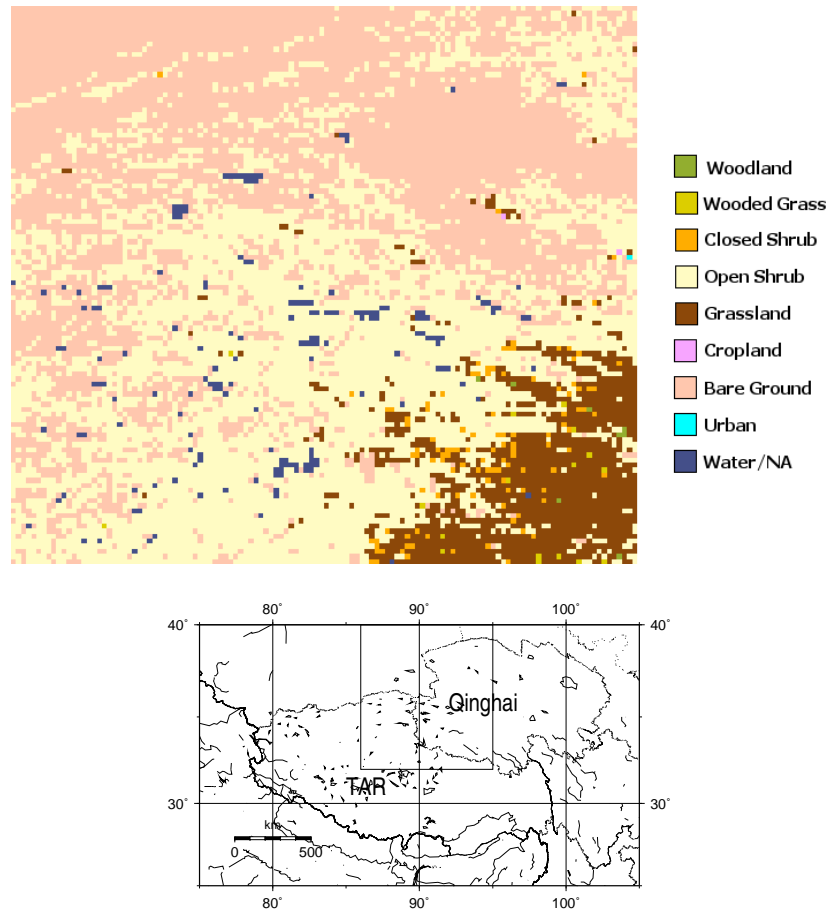 Woodland
Wooded Grass
Closed Shrub
Open Shrub
Grassland
Cropland
Bare Ground
Urban
Water/NA
80˚ 90˚ 100˚
40˚ 40˚
Qinghai
TAR
30˚ 30˚
km
0 500
80˚ 90˚ 100˚